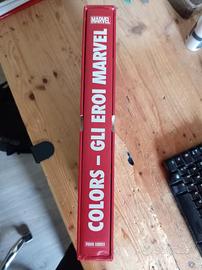 MARVEL
COLORS – GLI EROI MARVEL
PANINI COMICS